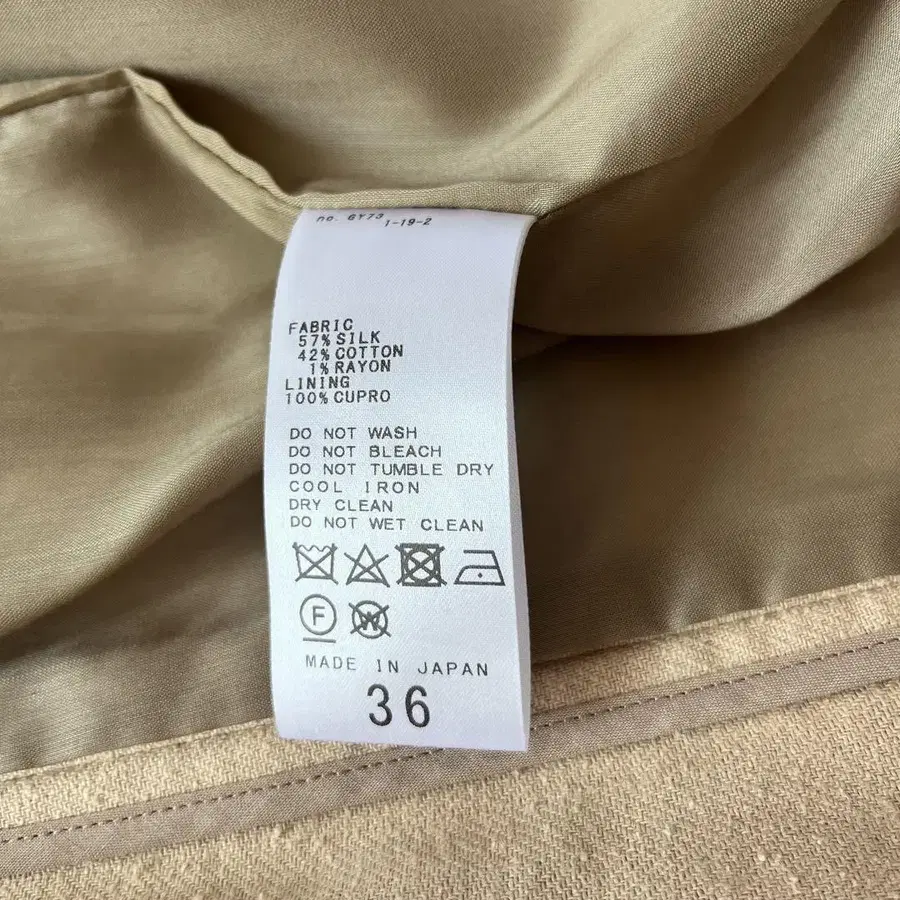 no. GY73 1-19-2
FABRIC
57% SILK
42% COTTON
1% RAYON
LINING
100% CUPRO
DO NOT WASH
DO NOT BLEACH
DO NOT TUMBLE DRY
COOL IRON
DRY CLEAN
DO NOT WET CLEAN
F W
MADE IN JAPAN
36